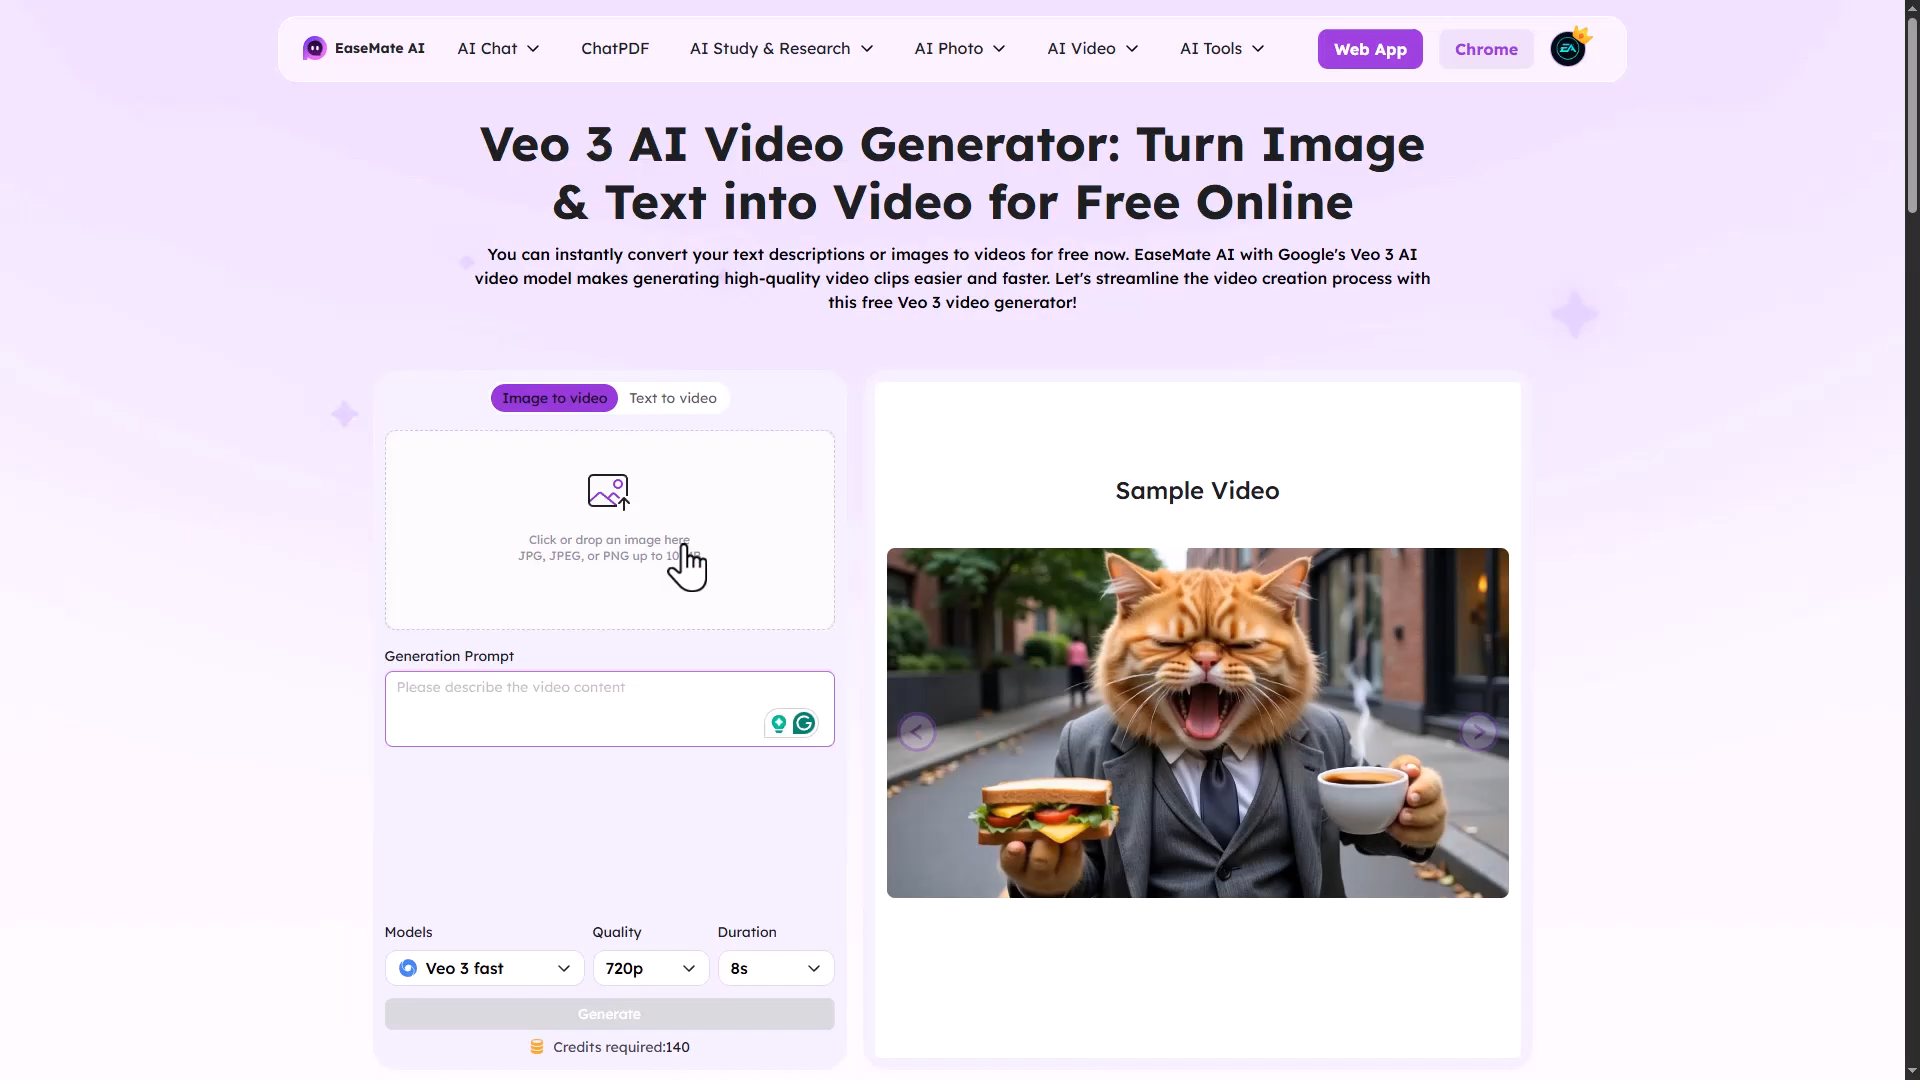 EaseMate AI
AI Chat
ChatPDF
AI Study & Research
AI Photo
AI Video
AI Tools
Web App
Chrome
EA
Veo 3 AI Video Generator: Turn Image
& Text into Video for Free Online
You can instantly convert your text descriptions or images to videos for free now. EaseMate AI with Google's Veo 3 AI
video model makes generating high-quality video clips easier and faster. Let's streamline the video creation process with
this free Veo 3 video generator!
Image to video
Text to video
Click or drop an image here
JPG, JPEG, or PNG up to 10
Generation Prompt
Please describe the video content
Models
Quality
Duration
Veo 3 fast
720p
8s
Generate
Credits required:140
Sample Video